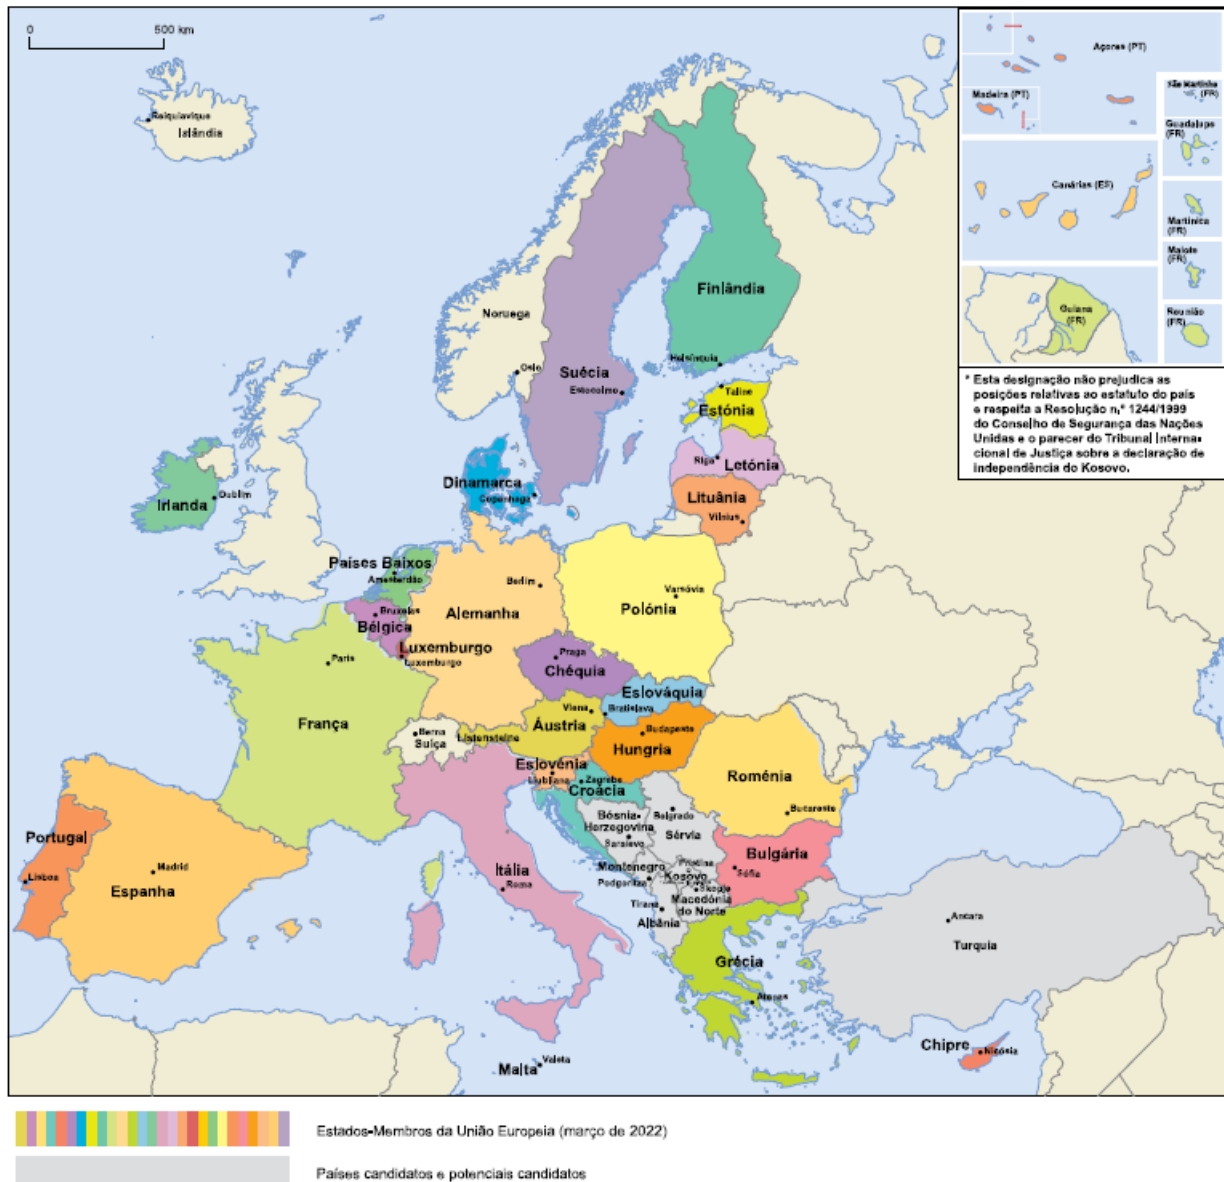 0 500 km
Reiquiavique
Islândia
Açores (PT)
Madeira (PT)
São Martinho
(FR)
Guadalupe
(FR)
Canárias (ES)
Martinica
(FR)
Maiote
(FR)
Guiana
(FR)
Reunião
(FR)
* Esta designação não prejudica as
posições relativas ao estatuto do país
e respeita a Resolução n.º 1244/1999
do Conselho de Segurança das Nações
Unidas e o parecer do Tribunal Interna-
cional de Justiça sobre a declaração de
independência do Kosovo.
Finlândia
Noruega
Helsínquia
Oslo
Suécia
Estocolmo
Taline
Estónia
Riga
Letónia
Dinamarca
Copenhaga
Lituânia
Vílnius
Dublim
Irlanda
Países Baixos
Amesterdão
Berlim
Varsóvia
Alemanha
Polónia
Bruxelas
Bélgica
Luxemburgo
Luxemburgo
Paris
Praga
Chéquia
Eslováquia
Bratislava
Viena
Áustria
França
Berna
Suíça
Listenstaine
Budapeste
Hungria
Eslovénia
Liubliana
Zagrebe
Croácia
Roménia
Bucareste
Bósnia-
Herzegovina
Saraievo
Belgrado
Sérvia
Portugal
Lisboa
Madrid
Espanha
Itália
Roma
Montenegro
Podgoritza
Pristina
Kosovo
Bulgária
Sófia
Skopje
Macedónia
do Norte
Tirana
Albânia
Ancara
Turquia
Grécia
Atenas
Chipre
Nicósia
Malta
Valeta
Estados-Membros da União Europeia (março de 2022)
Países candidatos e potenciais candidatos